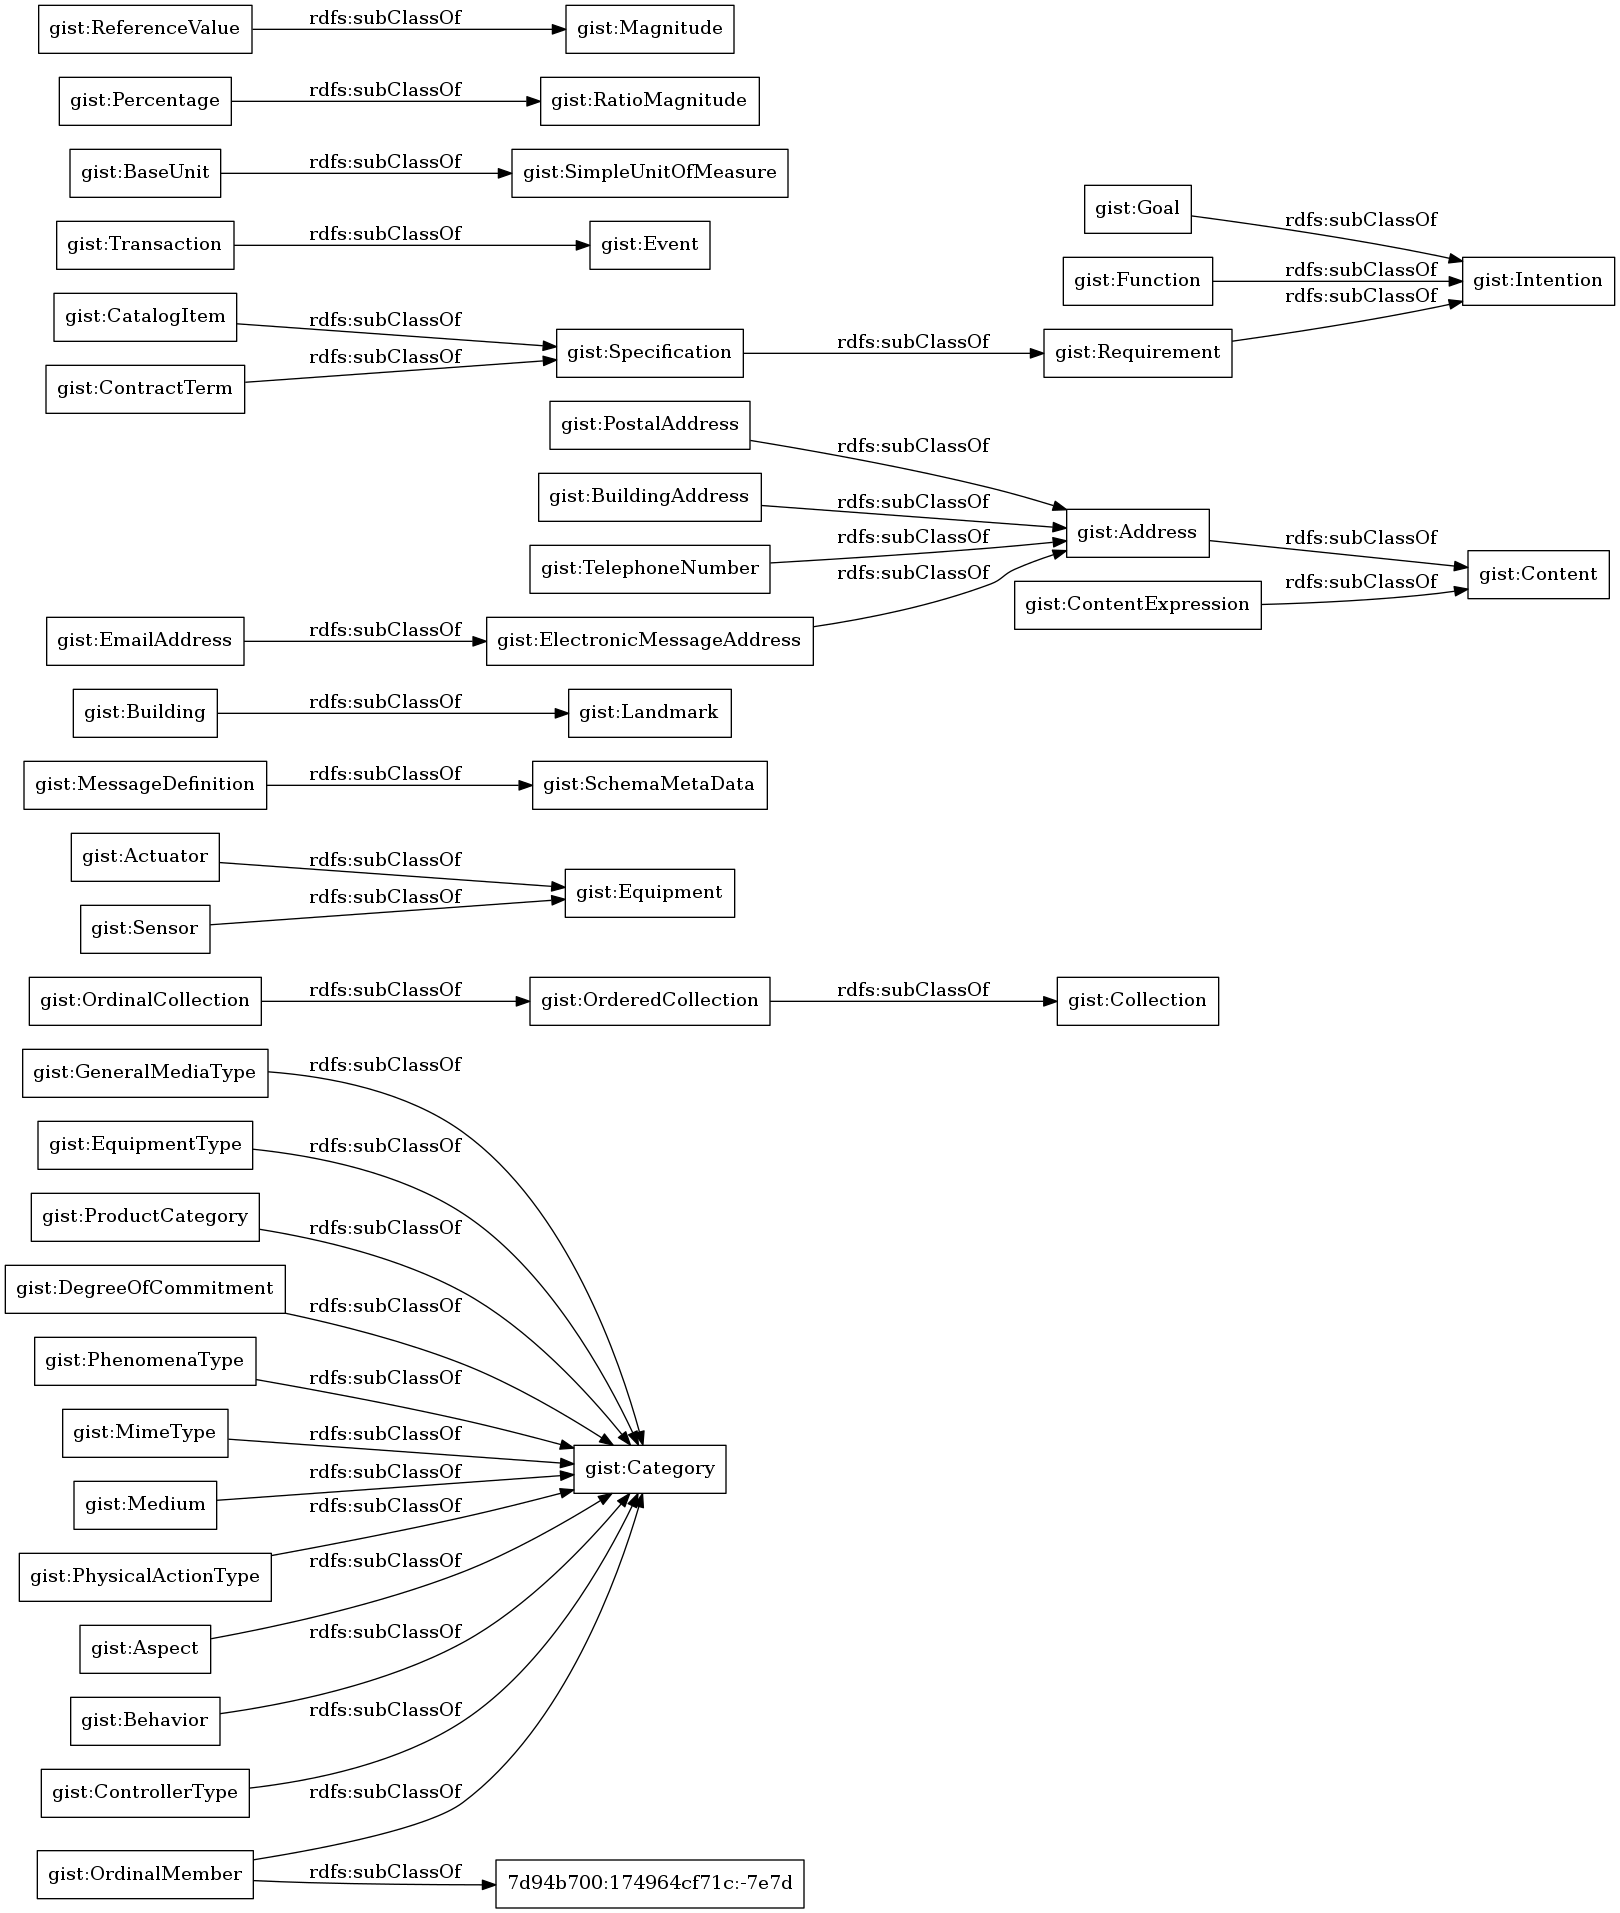 gist:ReferenceValue
rdfs:subClassOf
gist:Magnitude
gist:Percentage
rdfs:subClassOf
gist:RatioMagnitude
gist:BaseUnit
rdfs:subClassOf
gist:SimpleUnitOfMeasure
gist:Transaction
rdfs:subClassOf
gist:Event
gist:Goal
rdfs:subClassOf
gist:Function
rdfs:subClassOf
gist:Intention
rdfs:subClassOf
gist:CatalogItem
rdfs:subClassOf
gist:ContractTerm
rdfs:subClassOf
gist:Specification
rdfs:subClassOf
gist:Requirement
gist:PostalAddress
rdfs:subClassOf
gist:BuildingAddress
rdfs:subClassOf
gist:TelephoneNumber
rdfs:subClassOf
gist:EmailAddress
rdfs:subClassOf
gist:ElectronicMessageAddress
rdfs:subClassOf
gist:Address
rdfs:subClassOf
gist:ContentExpression
rdfs:subClassOf
gist:Content
gist:Building
rdfs:subClassOf
gist:Landmark
gist:MessageDefinition
rdfs:subClassOf
gist:SchemaMetaData
gist:Actuator
rdfs:subClassOf
gist:Sensor
rdfs:subClassOf
gist:Equipment
gist:OrdinalCollection
rdfs:subClassOf
gist:OrderedCollection
rdfs:subClassOf
gist:Collection
gist:GeneralMediaType
rdfs:subClassOf
gist:EquipmentType
rdfs:subClassOf
gist:ProductCategory
rdfs:subClassOf
gist:DegreeOfCommitment
rdfs:subClassOf
gist:PhenomenaType
rdfs:subClassOf
gist:MimeType
rdfs:subClassOf
gist:Category
gist:Medium
rdfs:subClassOf
gist:PhysicalActionType
rdfs:subClassOf
gist:Aspect
rdfs:subClassOf
gist:Behavior
rdfs:subClassOf
gist:ControllerType
rdfs:subClassOf
gist:OrdinalMember
rdfs:subClassOf
rdfs:subClassOf
7d94b700:174964cf71c:-7e7d